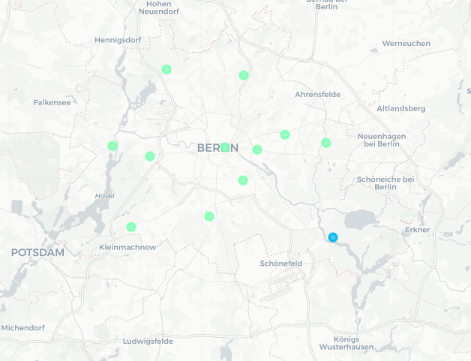 Hohen
Neuendorf
Berlin
Hennigsdorf
Werneuchen
Ahrensfelde
Falkensee
Altlandsberg
BERLIN
Neuenhagen
bei Berlin
Schöneiche bei
Berlin
Havel
Erkner
POTSDAM
Kleinmachnow
Schönefeld
Michendorf
Ludwigsfelde
Königs
Wusterhausen